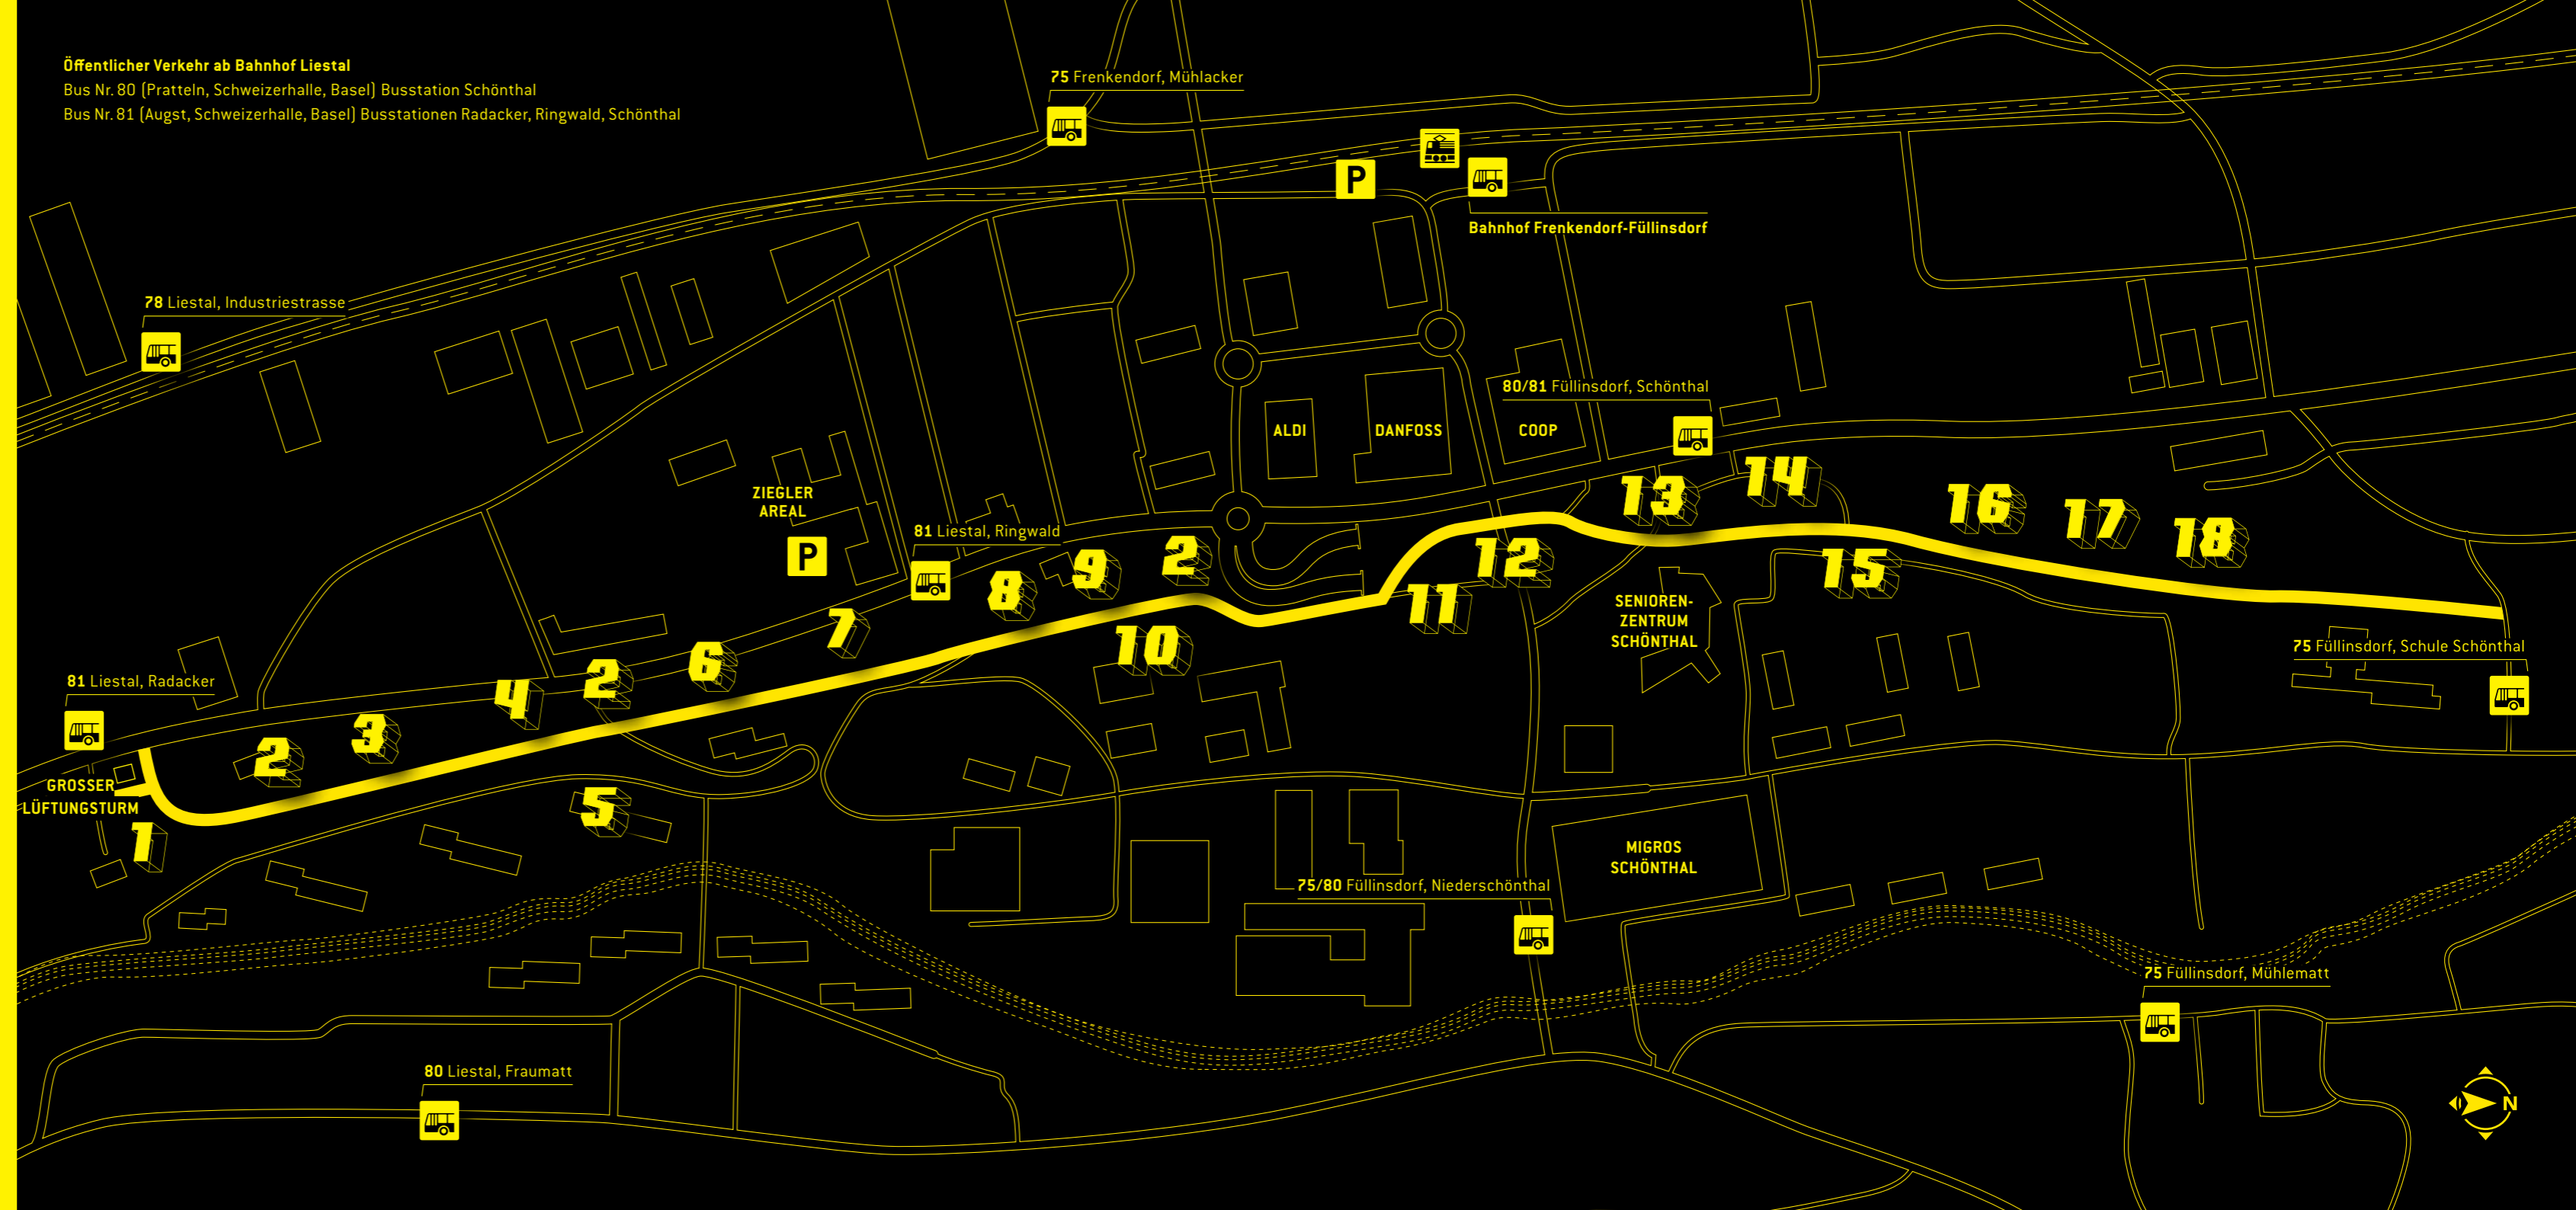 Öffentlicher Verkehr ab Bahnhof Liestal
Bus Nr. 80 (Pratteln, Schweizerhalle, Basel) Busstation Schönthal
Bus Nr. 81 (Augst, Schweizerhalle, Basel) Busstationen Radacker, Ringwald, Schönthal
75 Frenkendorf, Mühlacker
P
Bahnhof Frenkendorf-Füllinsdorf
78 Liestal, Industriestrasse
80/81 Füllinsdorf, Schönthal
ALDI
DANFOSS
COOP
ZIEGLER
AREAL
P
81 Liestal, Ringwald
13
14
16
17
18
8
9
2
12
11
15
7
10
SENIOREN-
ZENTRUM
SCHÖNTHAL
75 Füllinsdorf, Schule Schönthal
81 Liestal, Radacker
4
2
6
2
3
GROSSER
LÜFTUNGSTURM
1
5
MIGROS
SCHÖNTHAL
75/80 Füllinsdorf, Niederschönthal
75 Füllinsdorf, Mühlematt
80 Liestal, Fraumatt
N